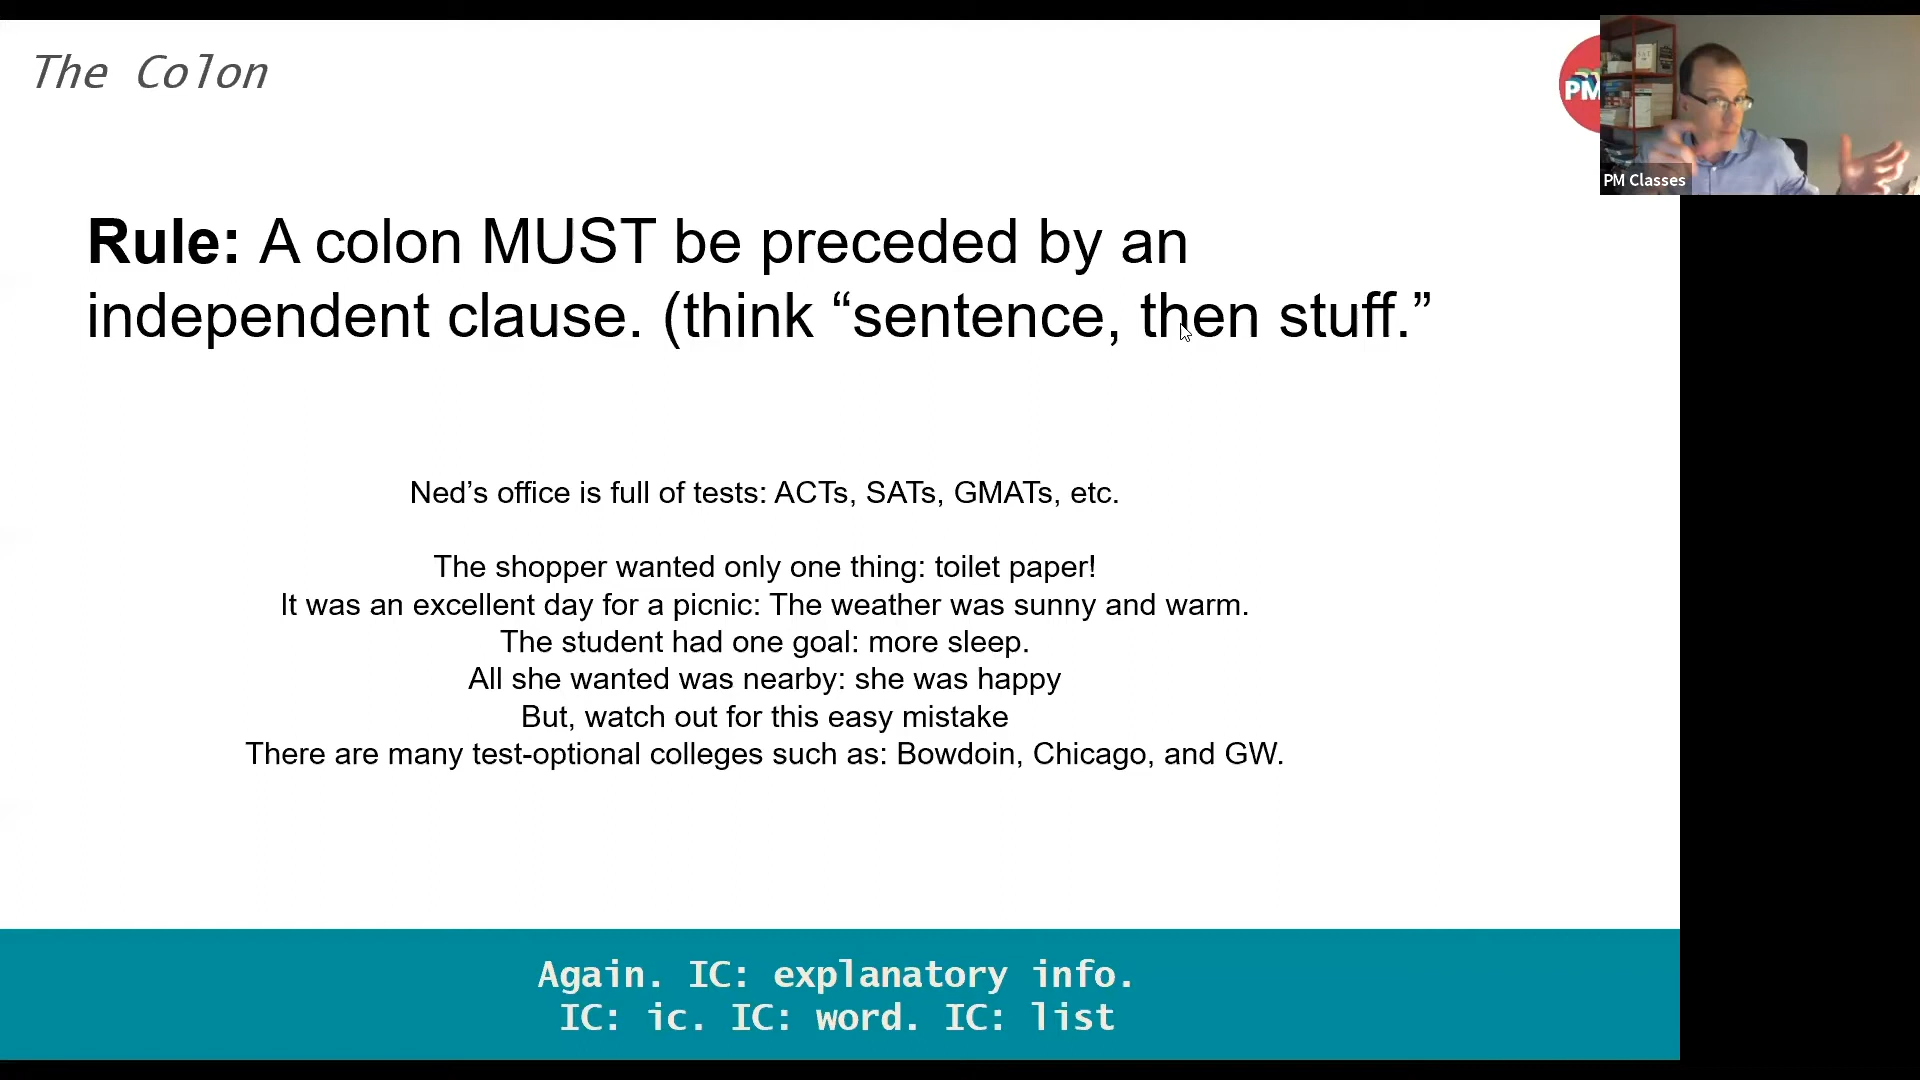 The Colon
PM
PM Classes
Rule: A colon MUST be preceded by an
independent clause. (think “sentence, then stuff.”
Ned’s office is full of tests: ACTs, SATs, GMATs, etc.
The shopper wanted only one thing: toilet paper!
It was an excellent day for a picnic: The weather was sunny and warm.
The student had one goal: more sleep.
All she wanted was nearby: she was happy
But, watch out for this easy mistake
There are many test-optional colleges such as: Bowdoin, Chicago, and GW.
Again. IC: explanatory info.
IC: ic. IC: word. IC: list